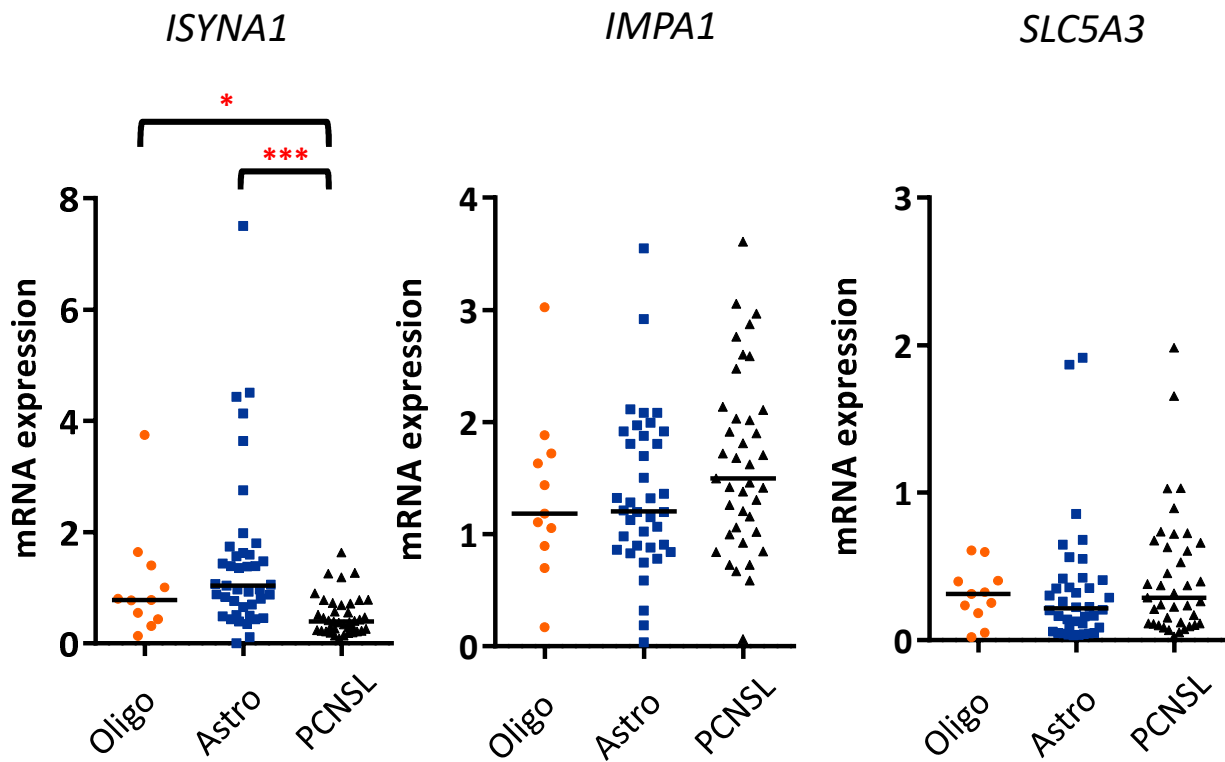 ISYNA1
IMPA1
SLC5A3
*
***
mRNA expression
8
6
4
2
0
Oligo
Astro
PCNSL
mRNA expression
4
3
2
1
0
Oligo
Astro
PCNSL
mRNA expression
3
2
1
0
Oligo
Astro
PCNSL